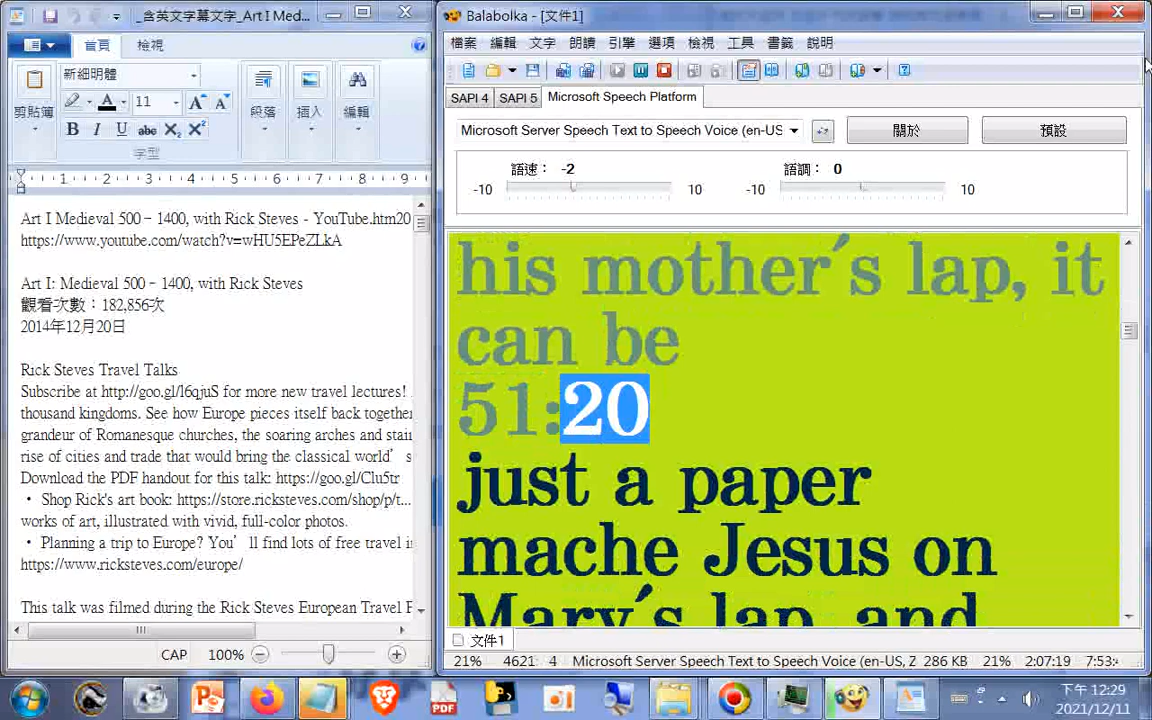 _含英文字幕文字_Art I Med...
首頁 檢視
新細明體
11
剪貼簿
段落
插入
編輯
字型
1 2 3 4 5 6 7 8 9
Art I Medieval 500–1400, with Rick Steves - YouTube.htm20
https://www.youtube.com/watch?v=wHU5EPeZLkA
Art I: Medieval 500–1400, with Rick Steves
觀看次數：182,856次
2014年12月20日
Rick Steves Travel Talks
Subscribe at http://goo.gl/l6qjuS for more new travel lectures!
thousand kingdoms. See how Europe pieces itself back together
grandeur of Romanesque churches, the soaring arches and stai
rise of cities and trade that would bring the classical world's
Download the PDF handout for this talk: https://goo.gl/Clu5tr
• Shop Rick's art book: https://store.ricksteves.com/shop/p/t...
works of art, illustrated with vivid, full-color photos.
• Planning a trip to Europe? You'll find lots of free travel i
https://www.ricksteves.com/europe/
This talk was filmed during the Rick Steves European Travel F
CAP 100%
Balabolka - [文件1]
檔案 編輯 文字 朗讀 引擎 選項 檢視 工具 書籤 說明
SAPI 4 SAPI 5 Microsoft Speech Platform
Microsoft Server Speech Text to Speech Voice (en-US
關於
預設
語速： -2
語調： 0
-10 10 -10 10
his mother's lap, it
can be
51:20
just a paper
mache Jesus on
Mary's lap, and
文件1
21% 4621: 4 Microsoft Server Speech Text to Speech Voice (en-US, Z 286 KB 21% 2:07:19 7:53:
PDF
下午 12:29
2021/12/11